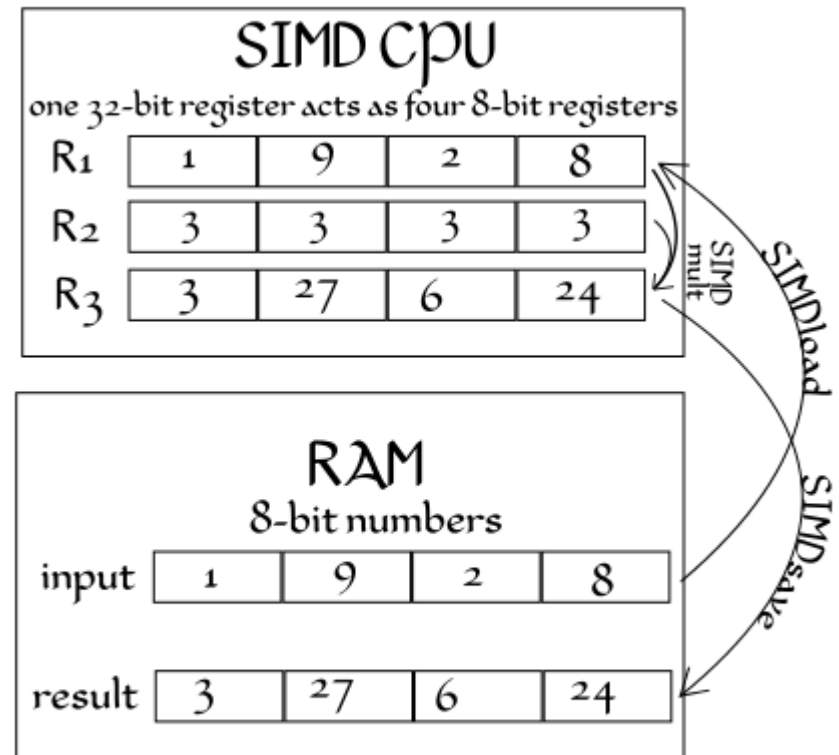 SIMD CPU
one 32-bit register acts as four 8-bit registers
R1 1 9 2 8
R2 3 3 3 3
R3 3 27 6 24
SIMD
mult
SIMDload
RAM
8-bit numbers
input 1 9 2 8
result 3 27 6 24
SIMDsave